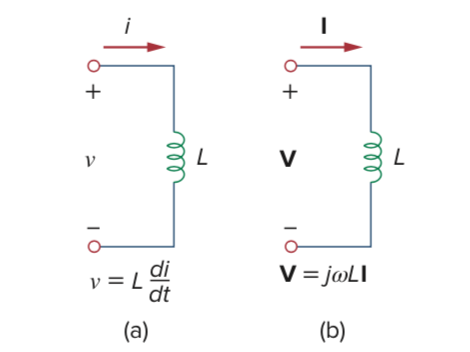 i
I
+
+
v
L
V
L
−
−
v = L di/dt
V = jωLI
(a)
(b)